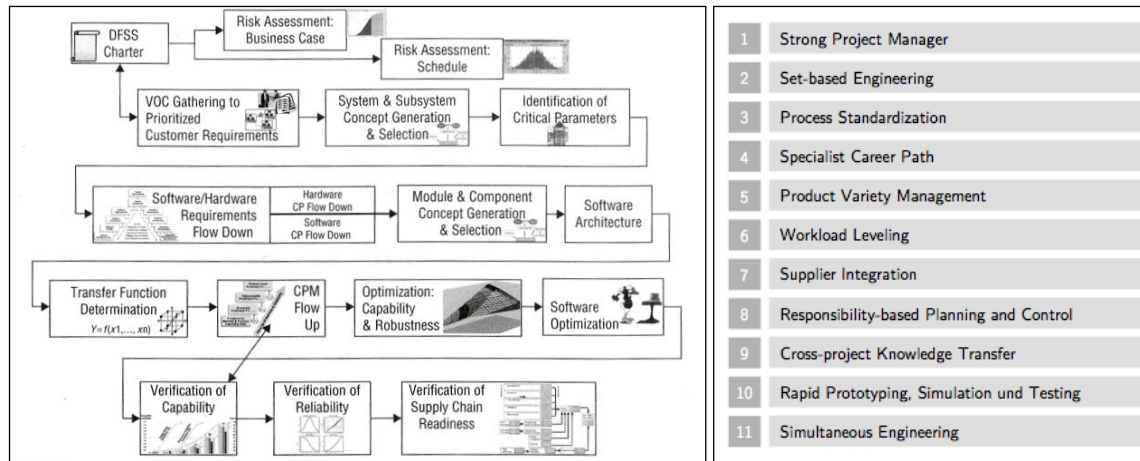 DFSS
Charter
Risk Assessment:
Business Case
Risk Assessment:
Schedule
VOC Gathering to
Prioritized
Customer Requirements
System & Subsystem
Concept Generation
& Selection
Identification of
Critical Parameters
Software/Hardware
Requirements
Flow Down
Hardware
CP Flow Down
Software
CP Flow Down
Module & Component
Concept Generation
& Selection
Software
Architecture
Transfer Function
Determination
Y=f(x1,..., xn)
CPM
Flow
Up
Optimization:
Capability
& Robustness
Software
Optimization
Verification of
Capability
Verification of
Reliability
Verification of
Supply Chain
Readiness
1 Strong Project Manager
2 Set-based Engineering
3 Process Standardization
4 Specialist Career Path
5 Product Variety Management
6 Workload Leveling
7 Supplier Integration
8 Responsibility-based Planning and Control
9 Cross-project Knowledge Transfer
10 Rapid Prototyping, Simulation und Testing
11 Simultaneous Engineering